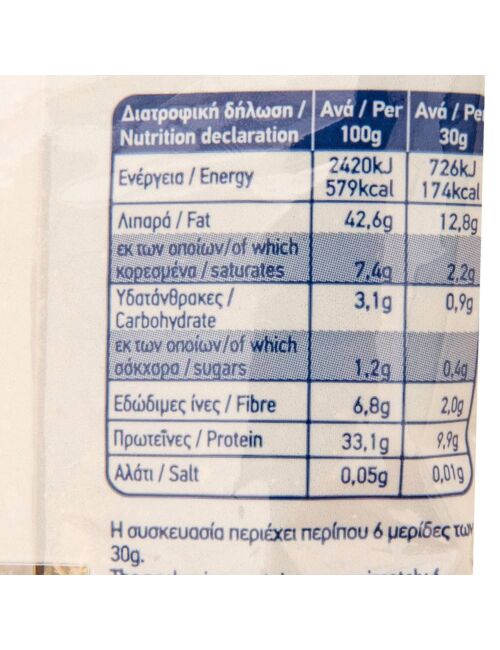 Διατροφική δήλωση / Ανά / Per Ανά / Per
Nutrition declaration 100g 30g
Ενέργεια / Energy 2420kJ 726kJ
579kcal 174kcal
Λιπαρά / Fat 42,6g 12,8g
εκ των οποίων/of which
κορεσμένα / saturates 7,4g 2,2g
Υδατάνθρακες / 3,1g 0,9g
Carbohydrate
εκ των οποίων/of which
σάκχαρα / sugars 1,2g 0,4g
Εδώδιμες ίνες / Fibre 6,8g 2,0g
Πρωτεΐνες / Protein 33,1g 9,9g
Αλάτι / Salt 0,05g 0,01g
Η συσκευασία περιέχει περίπου 6 μερίδες των
30g.